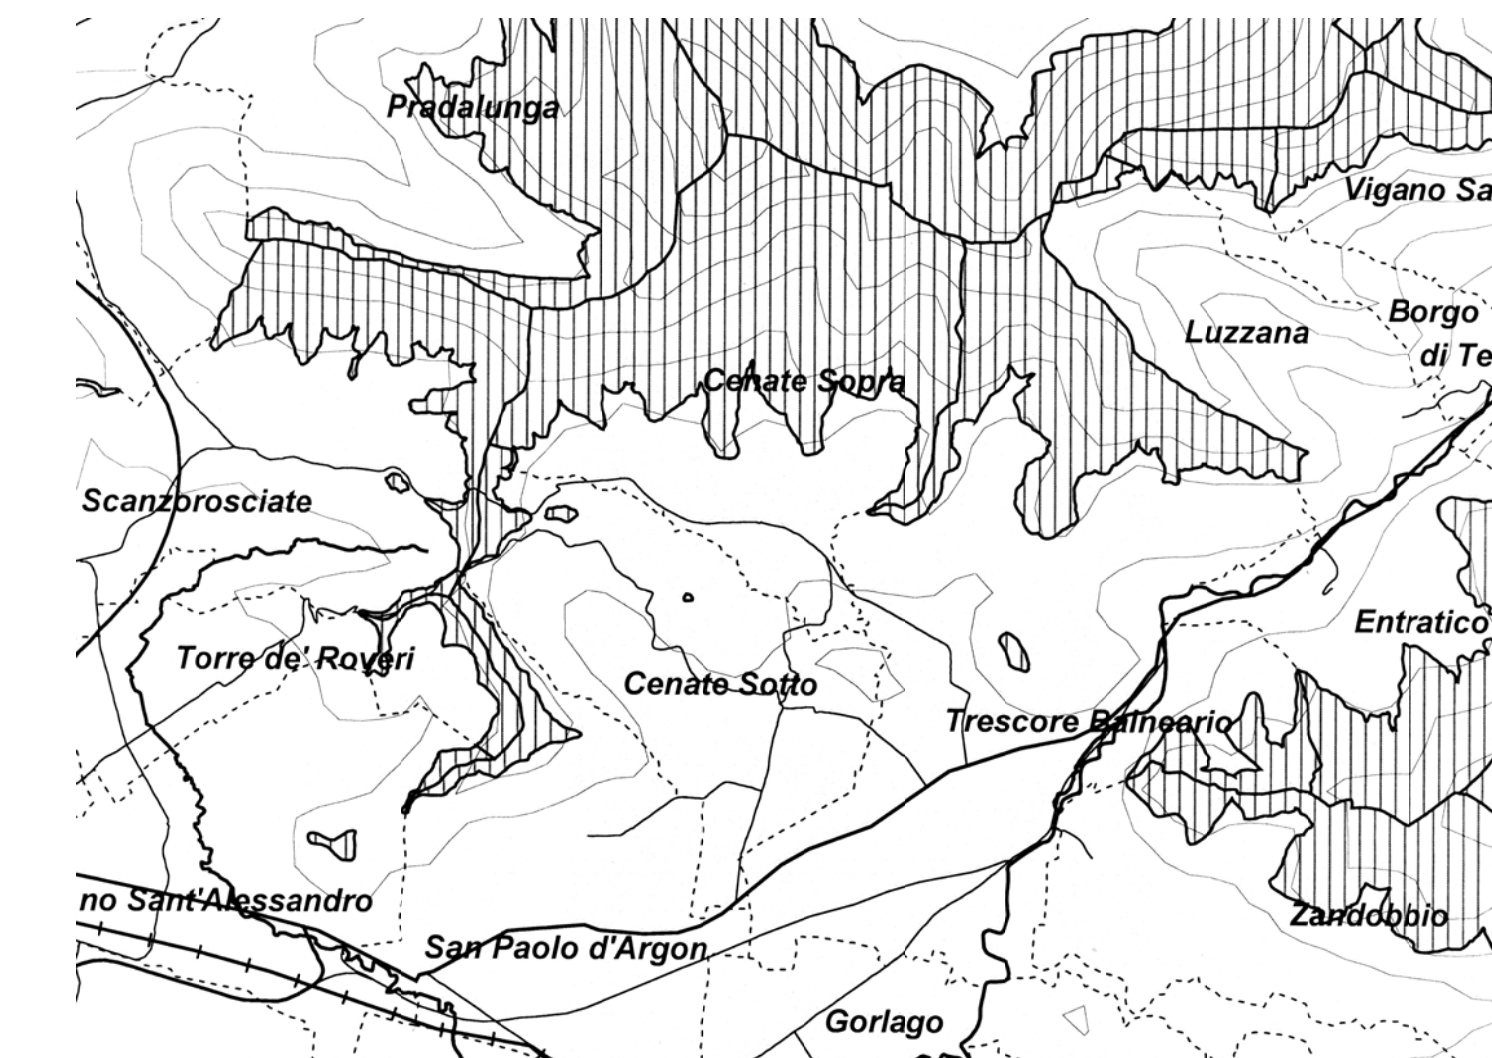 Pradalunga
Vigano Sa
Borgo
di Te
Luzzana
Cenate Sopra
Scanzorosciate
Entratico
Torre de' Roveri
Cenate Sotto
Trescore Balneario
no Sant'Alessandro
Zandobbio
San Paolo d'Argon
Gorlago